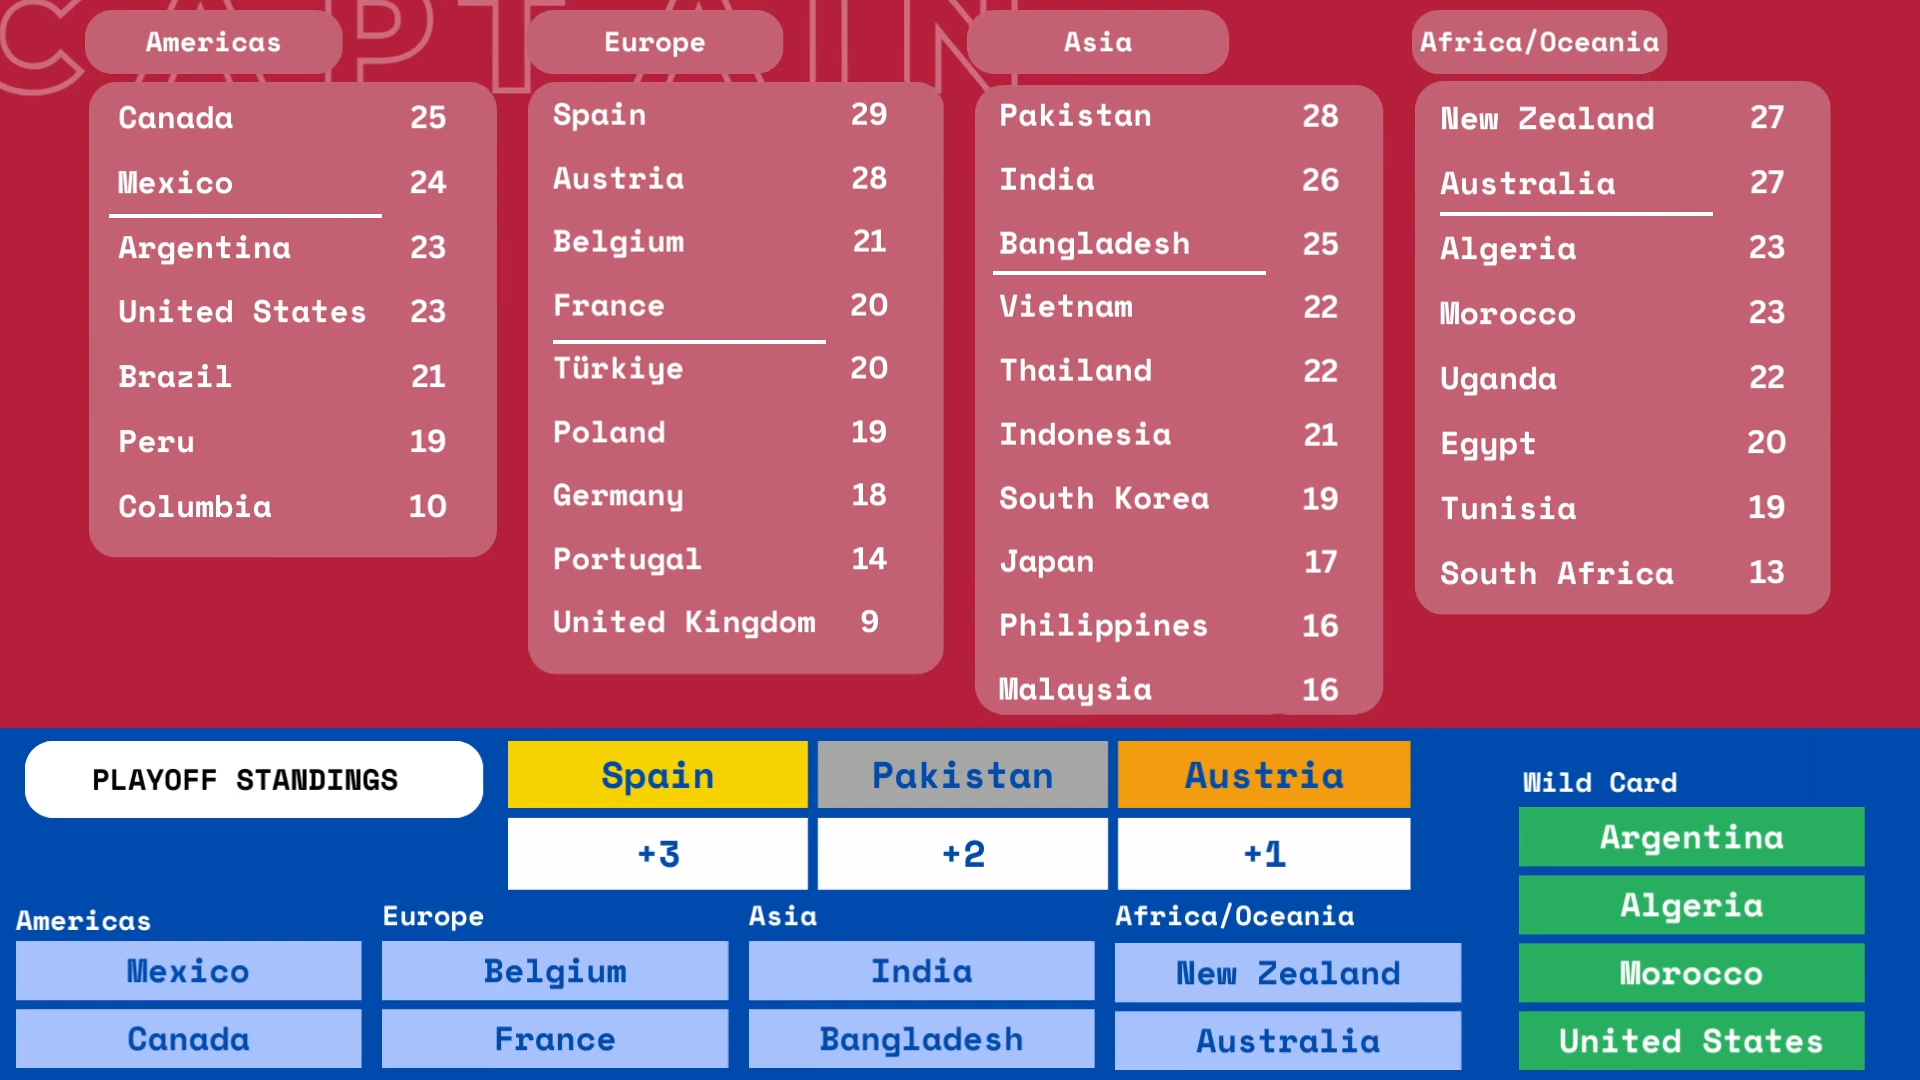 CAPTAIN
Americas
Canada 25
Mexico 24
Argentina 23
United States 23
Brazil 21
Peru 19
Columbia 10
Europe
Spain 29
Austria 28
Belgium 21
France 20
Türkiye 20
Poland 19
Germany 18
Portugal 14
United Kingdom 9
Asia
Pakistan 28
India 26
Bangladesh 25
Vietnam 22
Thailand 22
Indonesia 21
South Korea 19
Japan 17
Philippines 16
Malaysia 16
Africa/Oceania
New Zealand 27
Australia 27
Algeria 23
Morocco 23
Uganda 22
Egypt 20
Tunisia 19
South Africa 13
PLAYOFF STANDINGS
Spain
+3
Pakistan
+2
Austria
+1
Americas
Mexico
Canada
Europe
Belgium
France
Asia
India
Bangladesh
Africa/Oceania
New Zealand
Australia
Wild Card
Argentina
Algeria
Morocco
United States